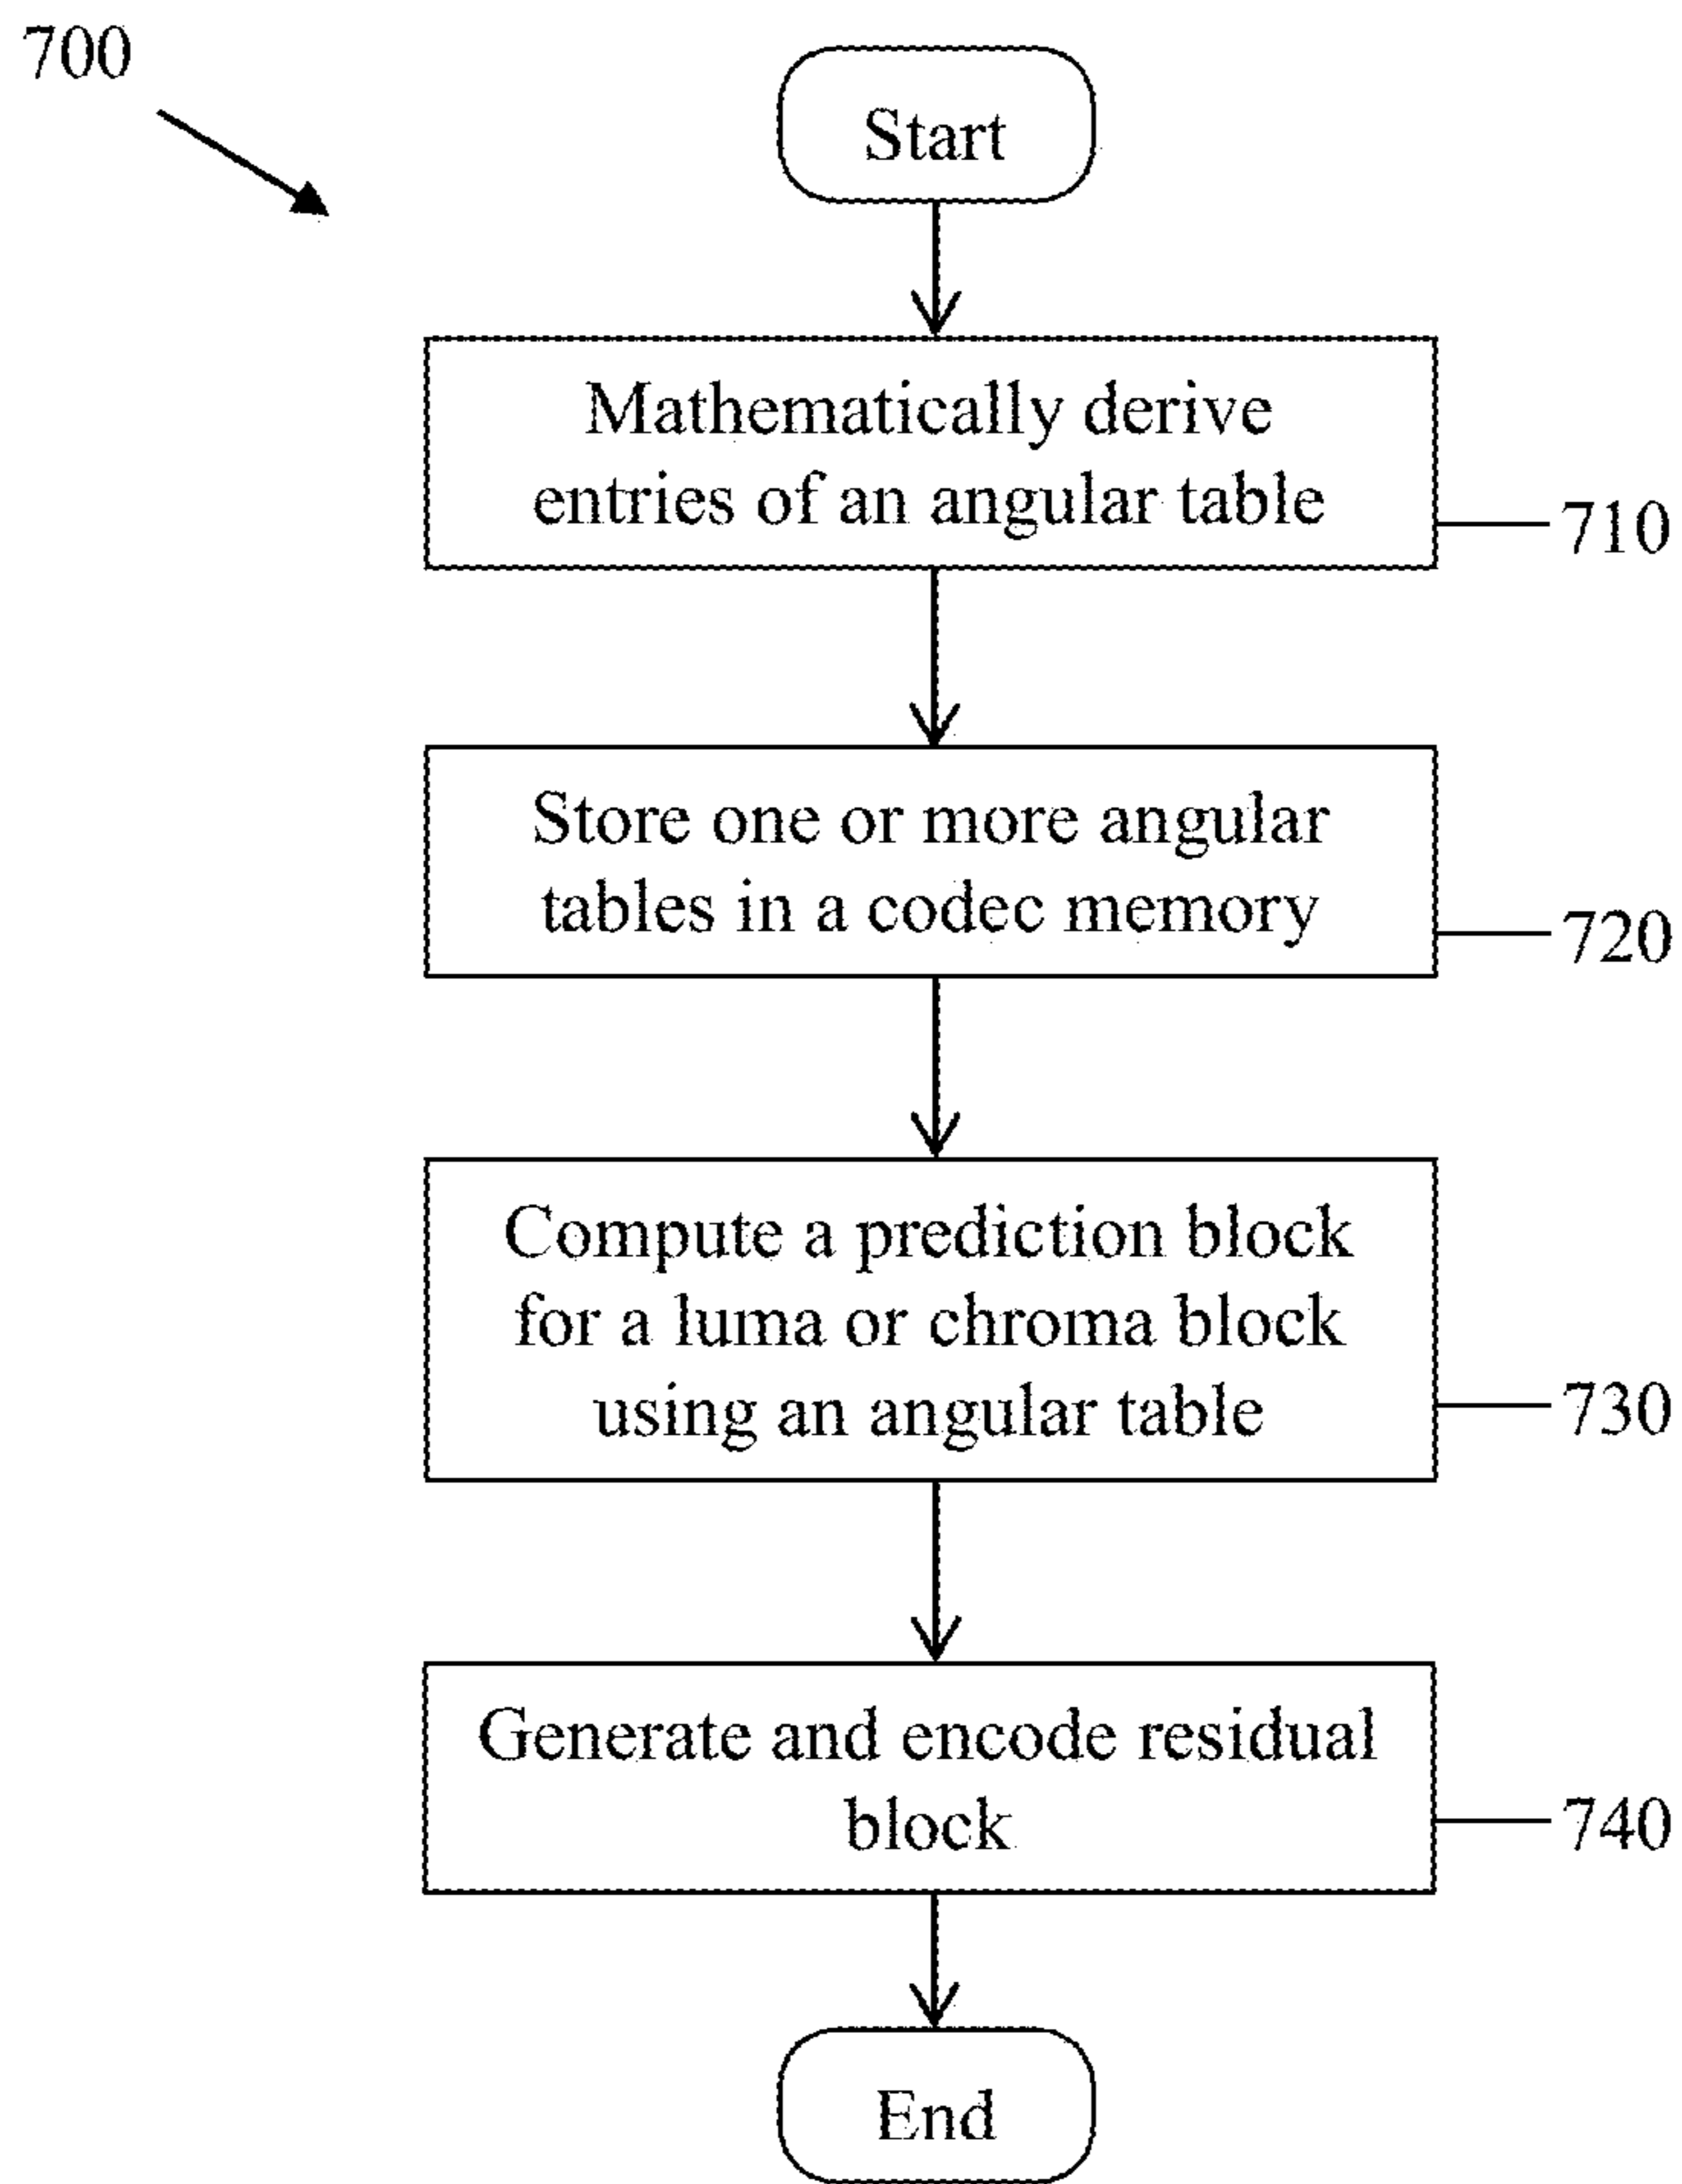 700
Start
Mathematically derive
entries of an angular table
710
Store one or more angular
tables in a codec memory
720
Compute a prediction block
for a luma or chroma block
using an angular table
730
Generate and encode residual
block
740
End